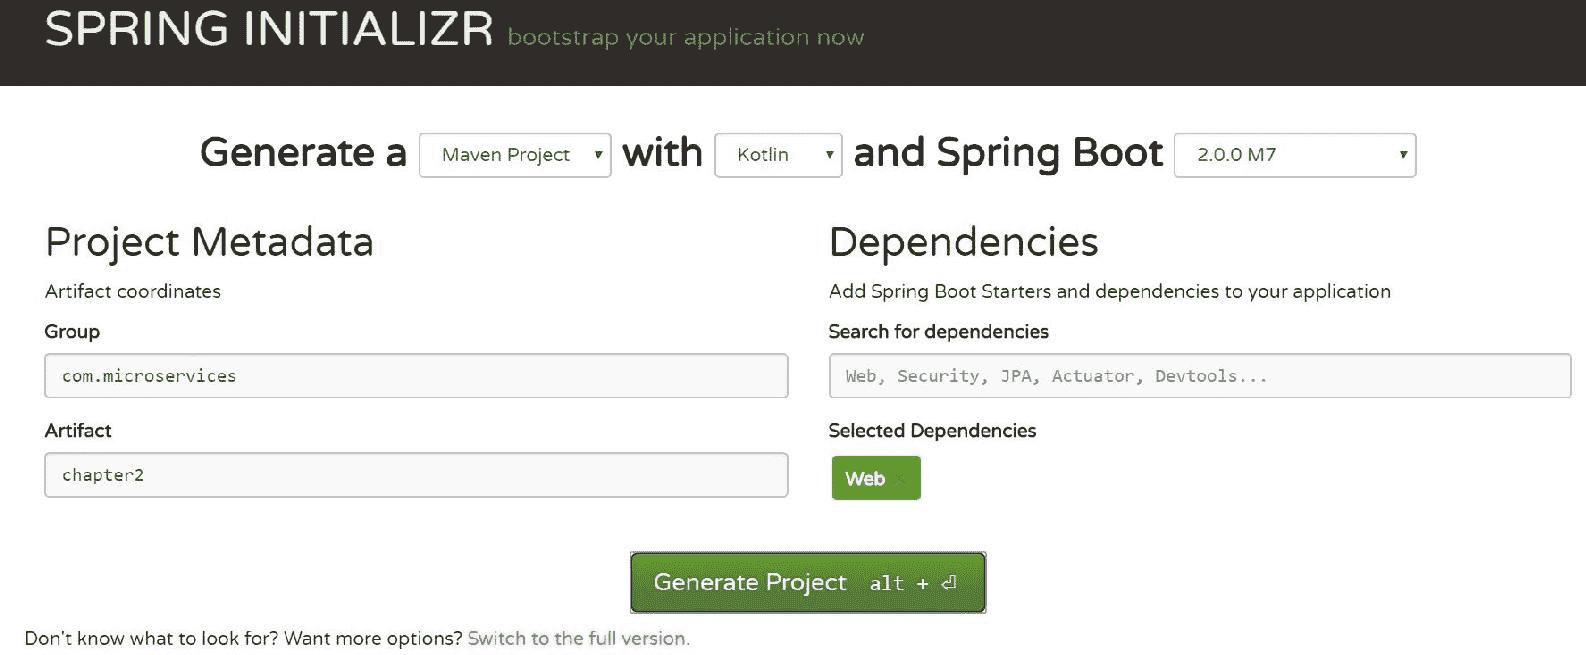 SPRING INITIALIZR bootstrap your application now
Generate a Maven Project with Kotlin and Spring Boot 2.0.0 M7
Project Metadata
Artifact coordinates
Group
com.microservices
Artifact
chapter2
Dependencies
Add Spring Boot Starters and dependencies to your application
Search for dependencies
Web, Security, JPA, Actuator, Devtools...
Selected Dependencies
Web ×
Generate Project alt + ⏎
Don't know what to look for? Want more options? Switch to the full version.